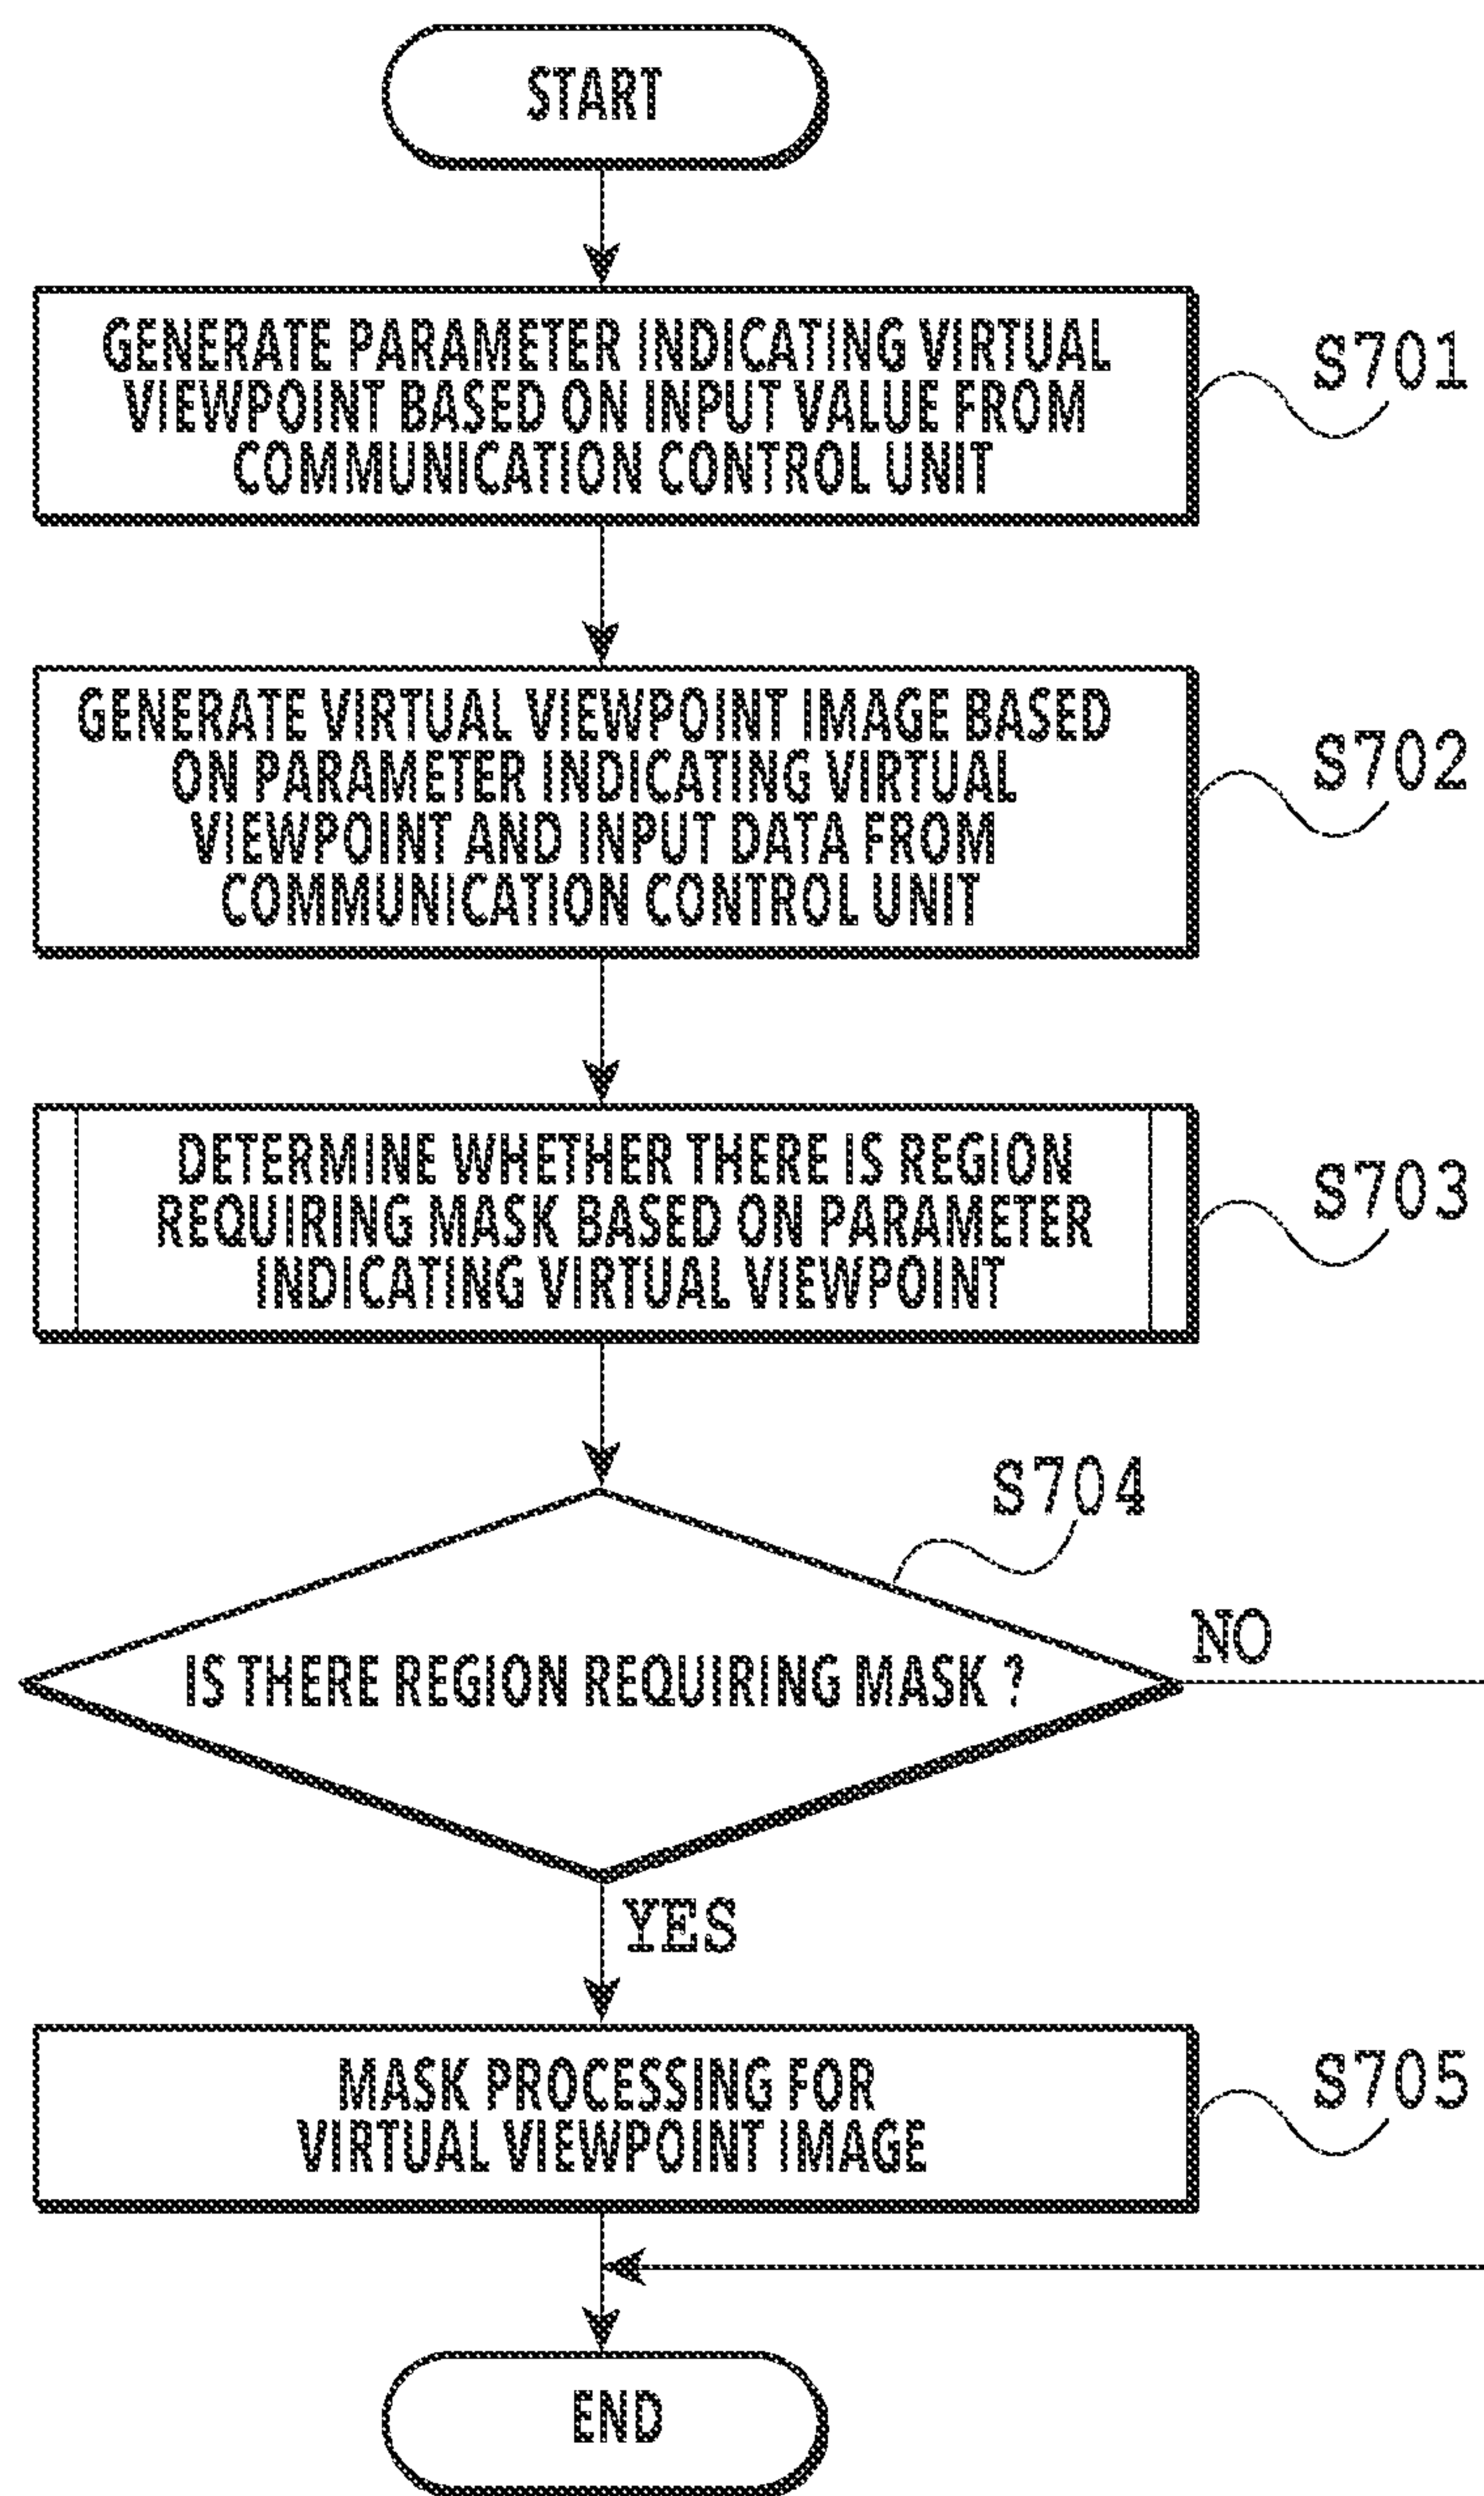 START
GENERATE PARAMETER INDICATING VIRTUAL
VIEWPOINT BASED ON INPUT VALUE FROM
COMMUNICATION CONTROL UNIT
S701
GENERATE VIRTUAL VIEWPOINT IMAGE BASED
ON PARAMETER INDICATING VIRTUAL
VIEWPOINT AND INPUT DATA FROM
COMMUNICATION CONTROL UNIT
S702
DETERMINE WHETHER THERE IS REGION
REQUIRING MASK BASED ON PARAMETER
INDICATING VIRTUAL VIEWPOINT
S703
S704
IS THERE REGION REQUIRING MASK ?
NO
YES
MASK PROCESSING FOR
VIRTUAL VIEWPOINT IMAGE
S705
END